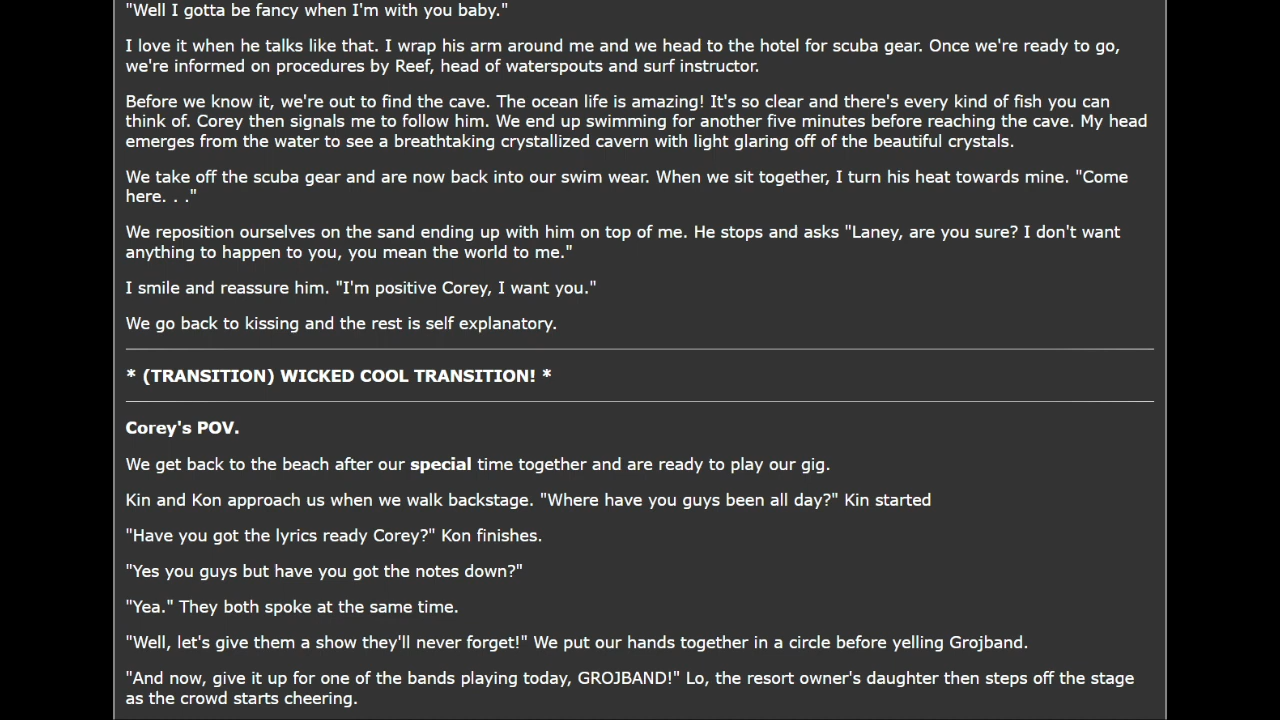 "Well I gotta be fancy when I'm with you baby."
I love it when he talks like that. I wrap his arm around me and we head to the hotel for scuba gear. Once we're ready to go,
we're informed on procedures by Reef, head of waterspouts and surf instructor.
Before we know it, we're out to find the cave. The ocean life is amazing! It's so clear and there's every kind of fish you can
think of. Corey then signals me to follow him. We end up swimming for another five minutes before reaching the cave. My head
emerges from the water to see a breathtaking crystallized cavern with light glaring off of the beautiful crystals.
We take off the scuba gear and are now back into our swim wear. When we sit together, I turn his heat towards mine. "Come
here. . ."
We reposition ourselves on the sand ending up with him on top of me. He stops and asks "Laney, are you sure? I don't want
anything to happen to you, you mean the world to me."
I smile and reassure him. "I'm positive Corey, I want you."
We go back to kissing and the rest is self explanatory.
* (TRANSITION) WICKED COOL TRANSITION! *
Corey's POV.
We get back to the beach after our special time together and are ready to play our gig.
Kin and Kon approach us when we walk backstage. "Where have you guys been all day?" Kin started
"Have you got the lyrics ready Corey?" Kon finishes.
"Yes you guys but have you got the notes down?"
"Yea." They both spoke at the same time.
"Well, let's give them a show they'll never forget!" We put our hands together in a circle before yelling Grojband.
"And now, give it up for one of the bands playing today, GROJBAND!" Lo, the resort owner's daughter then steps off the stage
as the crowd starts cheering.